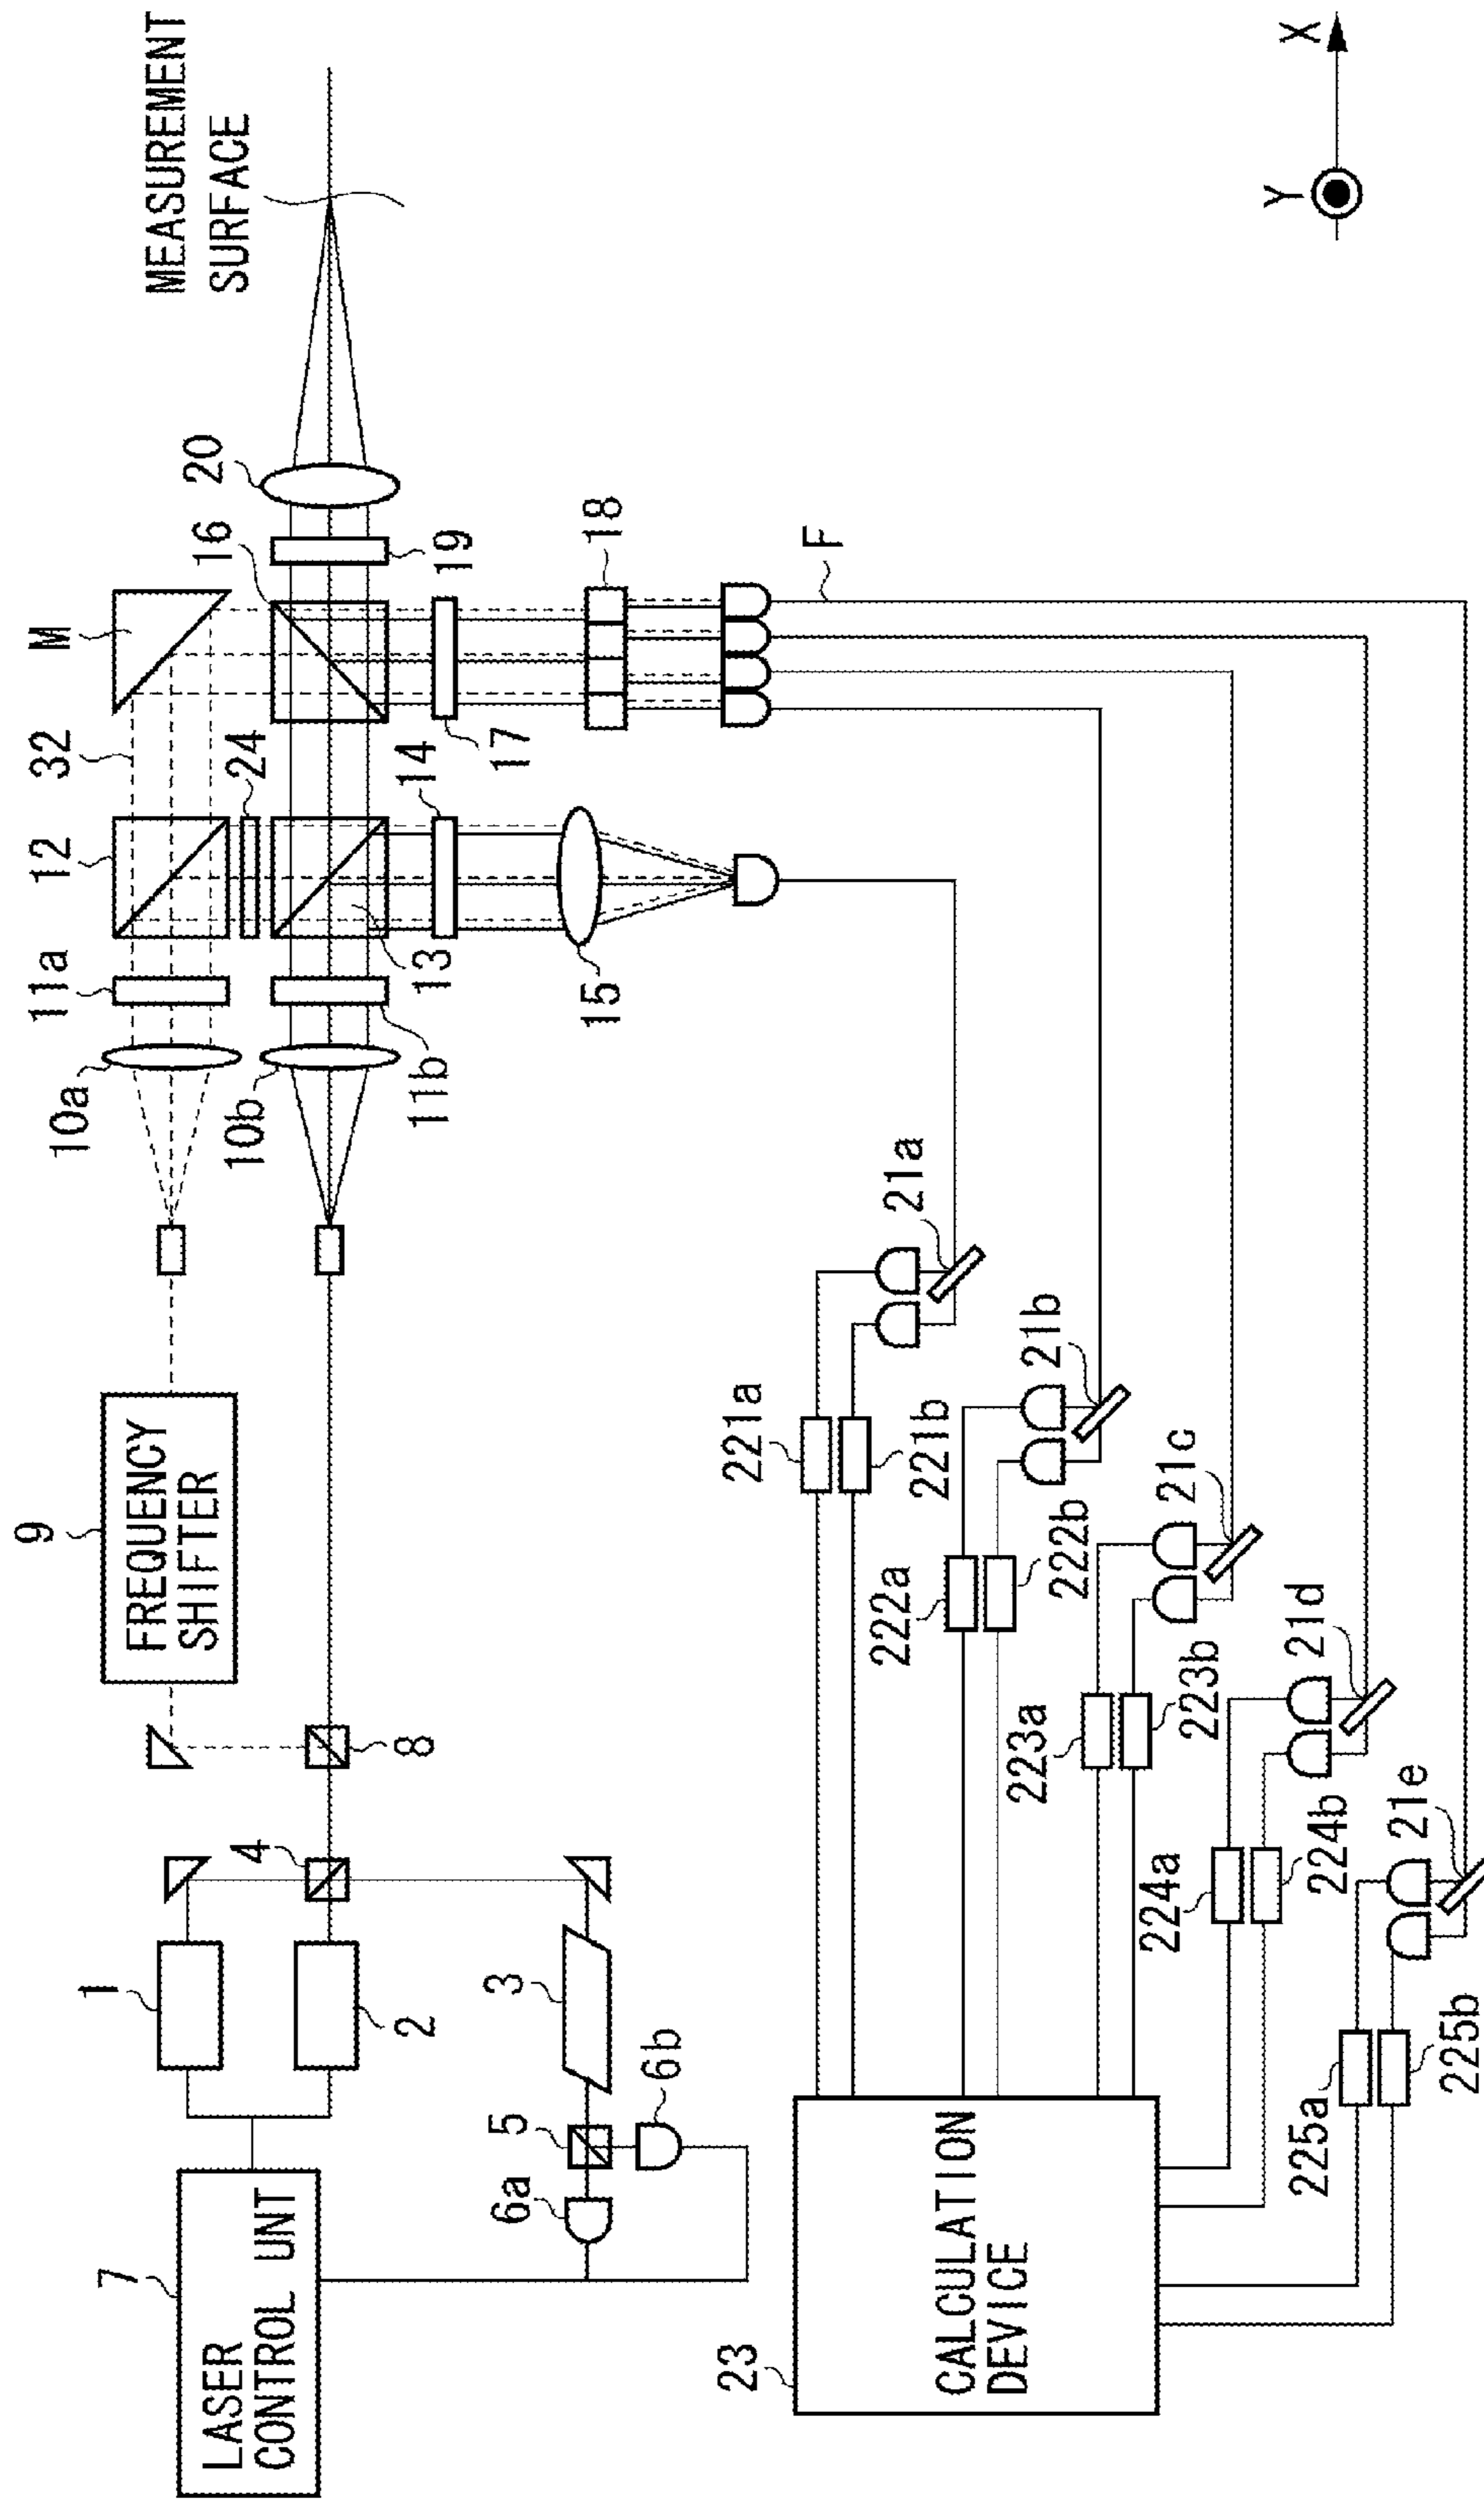 MEASUREMENT
SURFACE
X
Y
20
16
19
18
F
M
32
24
14
17
12
13
15
11a
11b
10a
10b
9
FREQUENCY
SHIFTER
8
4
1
2
3
5
6a
6b
7
LASER
CONTROL UNT
21a
21b
21c
21d
21e
221a
221b
222a
222b
223a
223b
224a
224b
225a
225b
23
CALCULATION
DEVICE